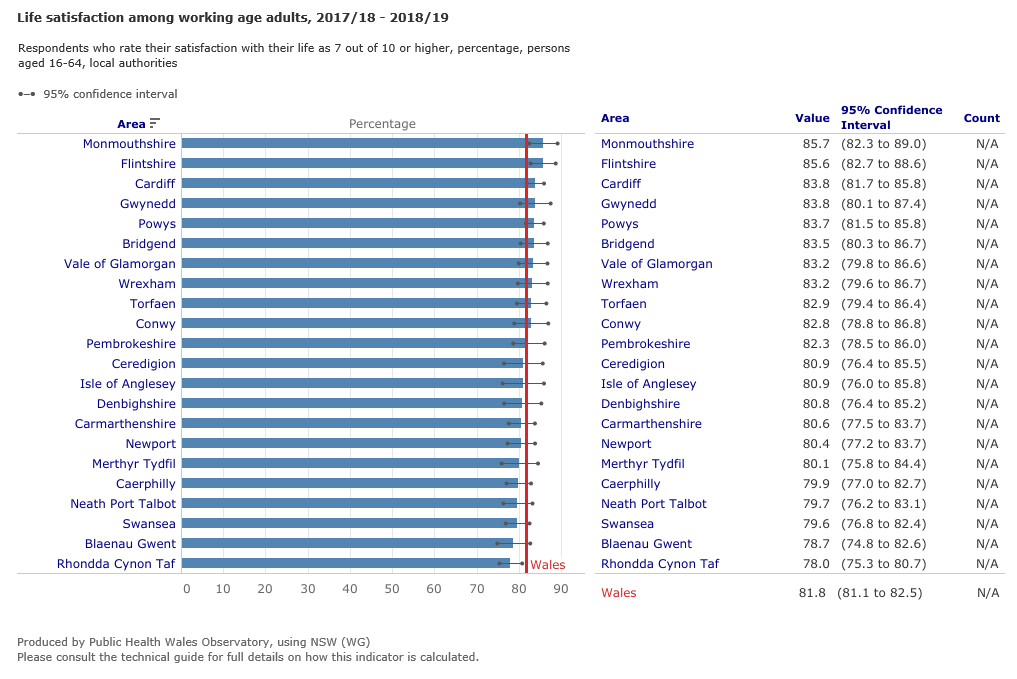 Life satisfaction among working age adults, 2017/18 - 2018/19
Respondents who rate their satisfaction with their life as 7 out of 10 or higher, percentage, persons
aged 16-64, local authorities
95% confidence interval
Area
Percentage
Monmouthshire
Flintshire
Cardiff
Gwynedd
Powys
Bridgend
Vale of Glamorgan
Wrexham
Torfaen
Conwy
Pembrokeshire
Ceredigion
Isle of Anglesey
Denbighshire
Carmarthenshire
Newport
Merthyr Tydfil
Caerphilly
Neath Port Talbot
Swansea
Blaenau Gwent
Rhondda Cynon Taf
Wales
0 10 20 30 40 50 60 70 80 90
Area Value 95% Confidence Interval Count
Monmouthshire 85.7 (82.3 to 89.0) N/A
Flintshire 85.6 (82.7 to 88.6) N/A
Cardiff 83.8 (81.7 to 85.8) N/A
Gwynedd 83.8 (80.1 to 87.4) N/A
Powys 83.7 (81.5 to 85.8) N/A
Bridgend 83.5 (80.3 to 86.7) N/A
Vale of Glamorgan 83.2 (79.8 to 86.6) N/A
Wrexham 83.2 (79.6 to 86.7) N/A
Torfaen 82.9 (79.4 to 86.4) N/A
Conwy 82.8 (78.8 to 86.8) N/A
Pembrokeshire 82.3 (78.5 to 86.0) N/A
Ceredigion 80.9 (76.4 to 85.5) N/A
Isle of Anglesey 80.9 (76.0 to 85.8) N/A
Denbighshire 80.8 (76.4 to 85.2) N/A
Carmarthenshire 80.6 (77.5 to 83.7) N/A
Newport 80.4 (77.2 to 83.7) N/A
Merthyr Tydfil 80.1 (75.8 to 84.4) N/A
Caerphilly 79.9 (77.0 to 82.7) N/A
Neath Port Talbot 79.7 (76.2 to 83.1) N/A
Swansea 79.6 (76.8 to 82.4) N/A
Blaenau Gwent 78.7 (74.8 to 82.6) N/A
Rhondda Cynon Taf 78.0 (75.3 to 80.7) N/A
Wales 81.8 (81.1 to 82.5) N/A
Produced by Public Health Wales Observatory, using NSW (WG)
Please consult the technical guide for full details on how this indicator is calculated.